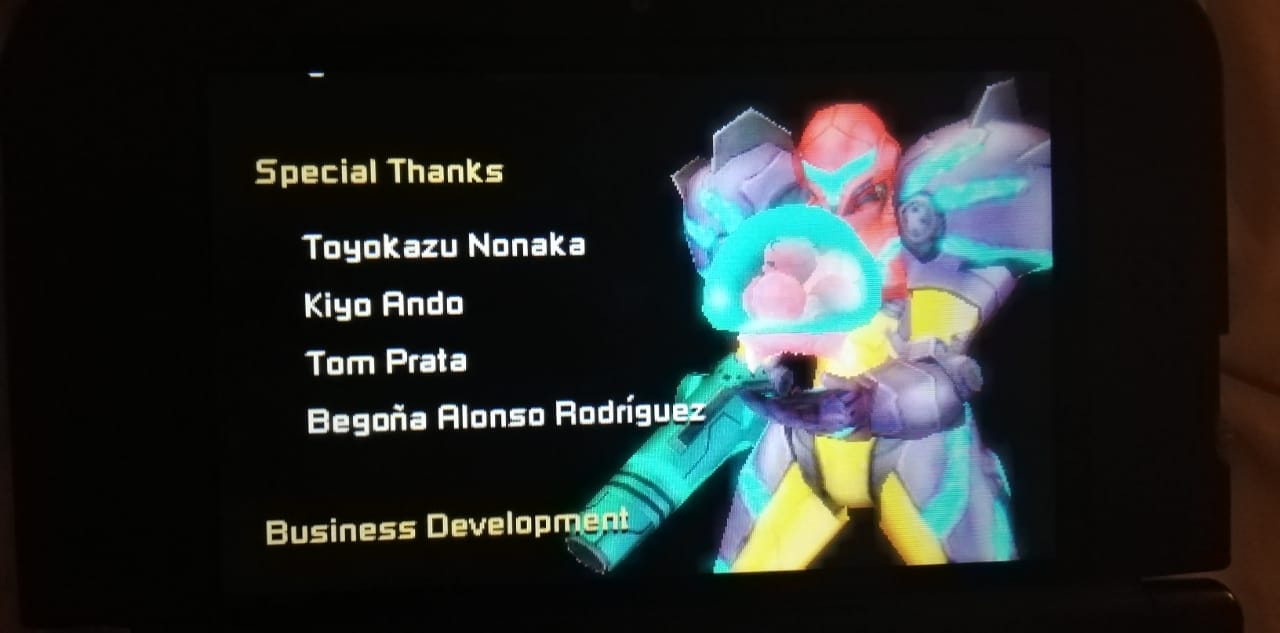 Special Thanks
Toyokazu Nonaka
Kiyo Ando
Tom Prata
Begoña Alonso Rodríguez
Business Development